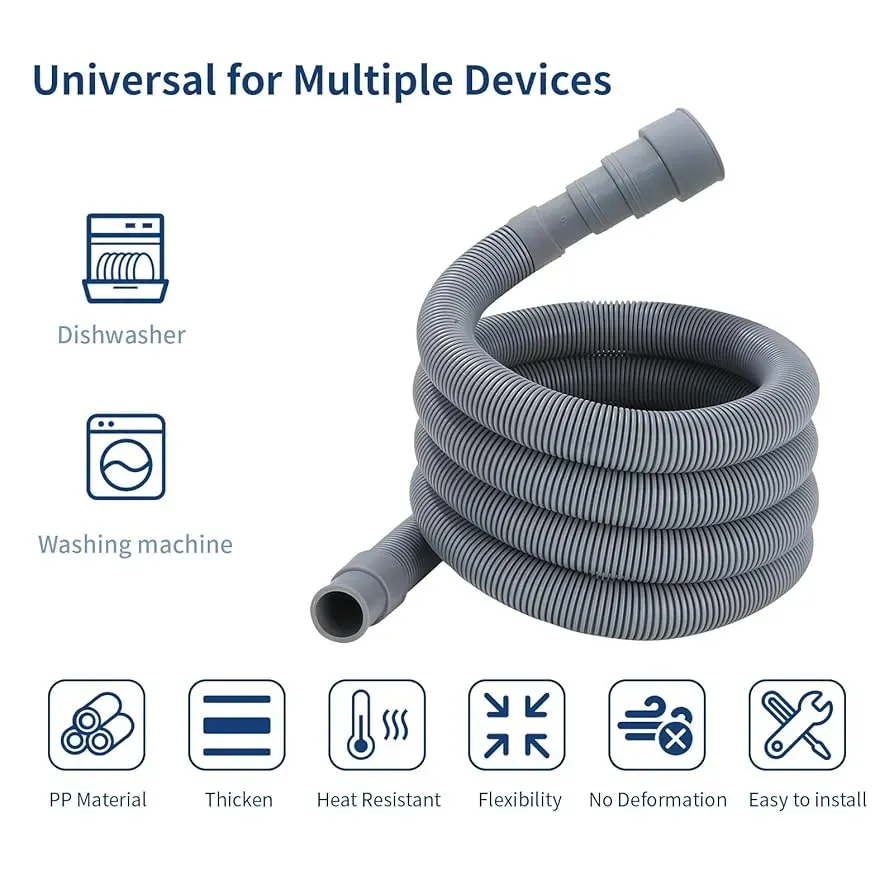 Universal for Multiple Devices
Dishwasher
Washing machine
PP Material
Thicken
Heat Resistant
Flexibility
No Deformation
Easy to install